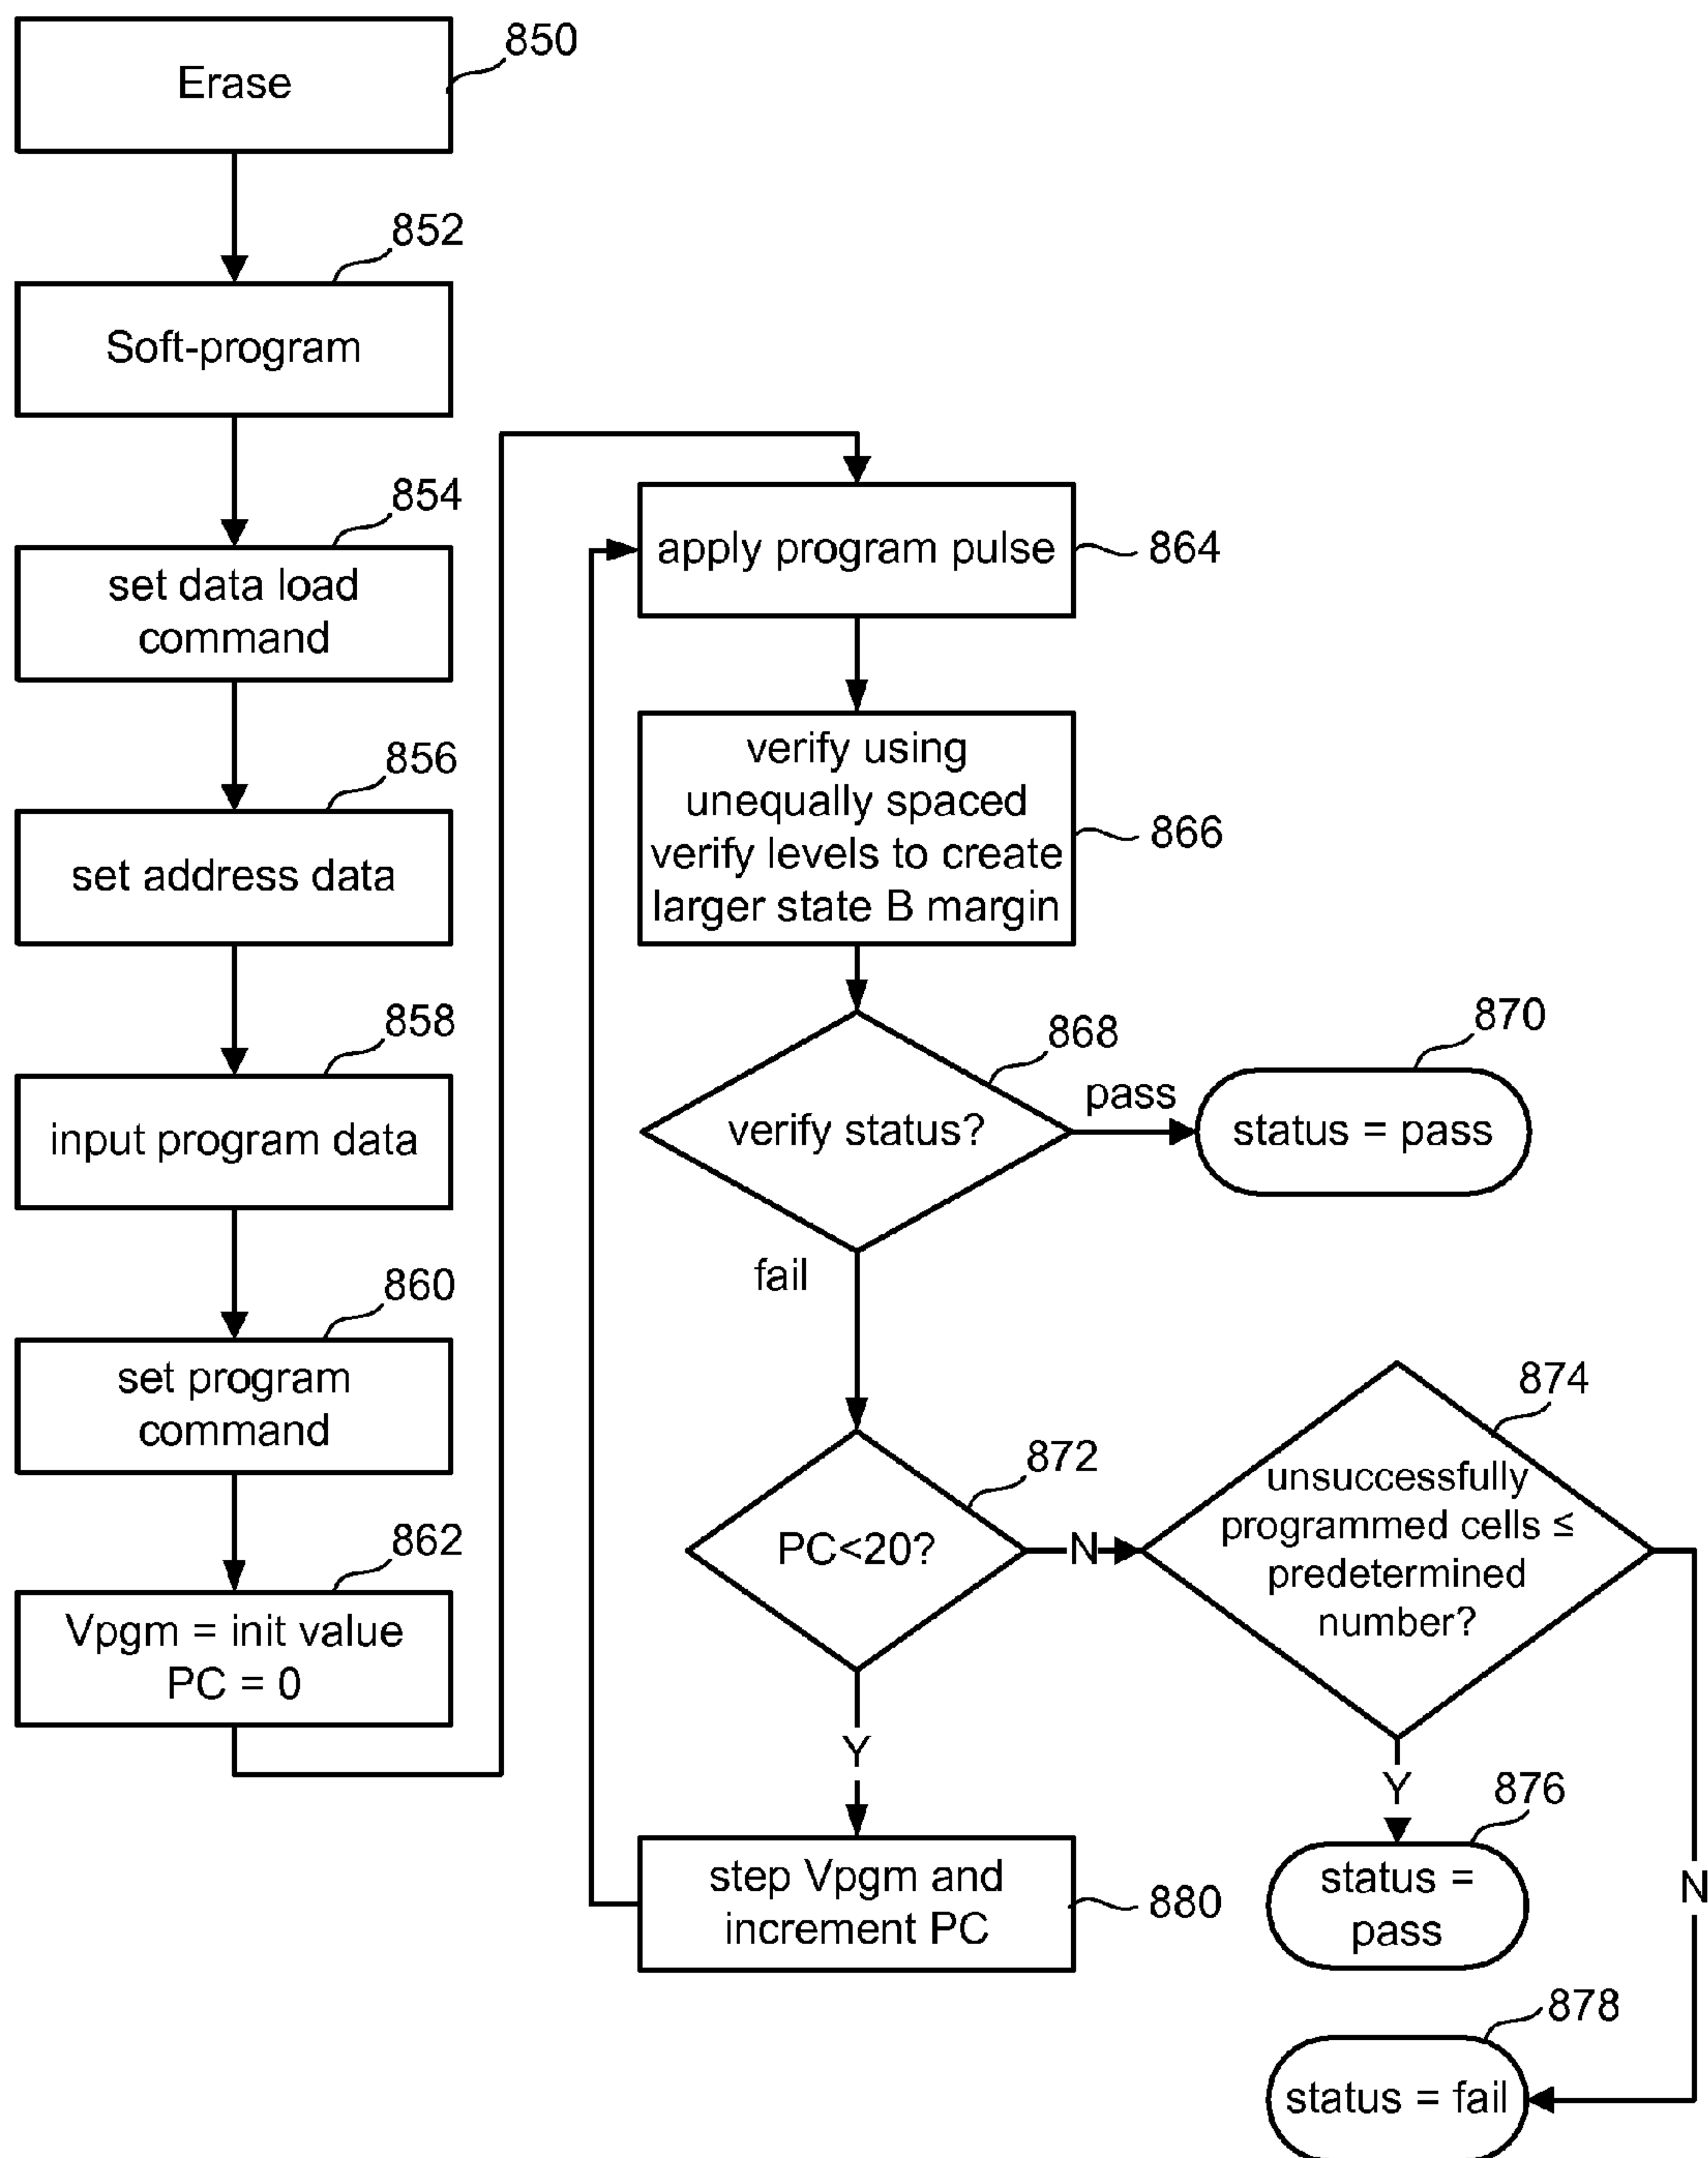 850
Erase
852
Soft-program
854
set data load
command
856
set address data
858
input program data
860
set program
command
862
Vpgm = init value
PC = 0
apply program pulse
864
verify using
unequally spaced
verify levels to create
larger state B margin
866
868
verify status?
pass
870
status = pass
fail
872
PC<20?
N
874
unsuccessfully
programmed cells ≤
predetermined
number?
Y
Y
876
status =
pass
N
step Vpgm and
increment PC
880
878
status = fail